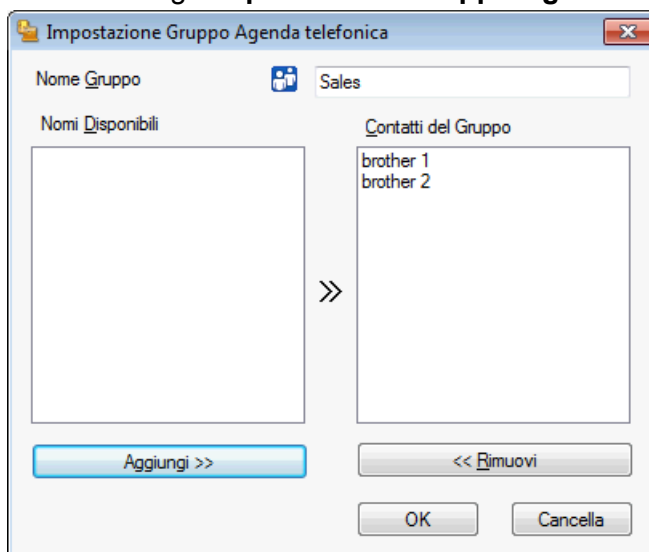 Impostazione Gruppo Agenda telefonica
Nome Gruppo
Sales
Nomi Disponibili
Contatti del Gruppo
brother 1
brother 2
>>
Aggiungi >>
<< Rimuovi
OK
Cancella